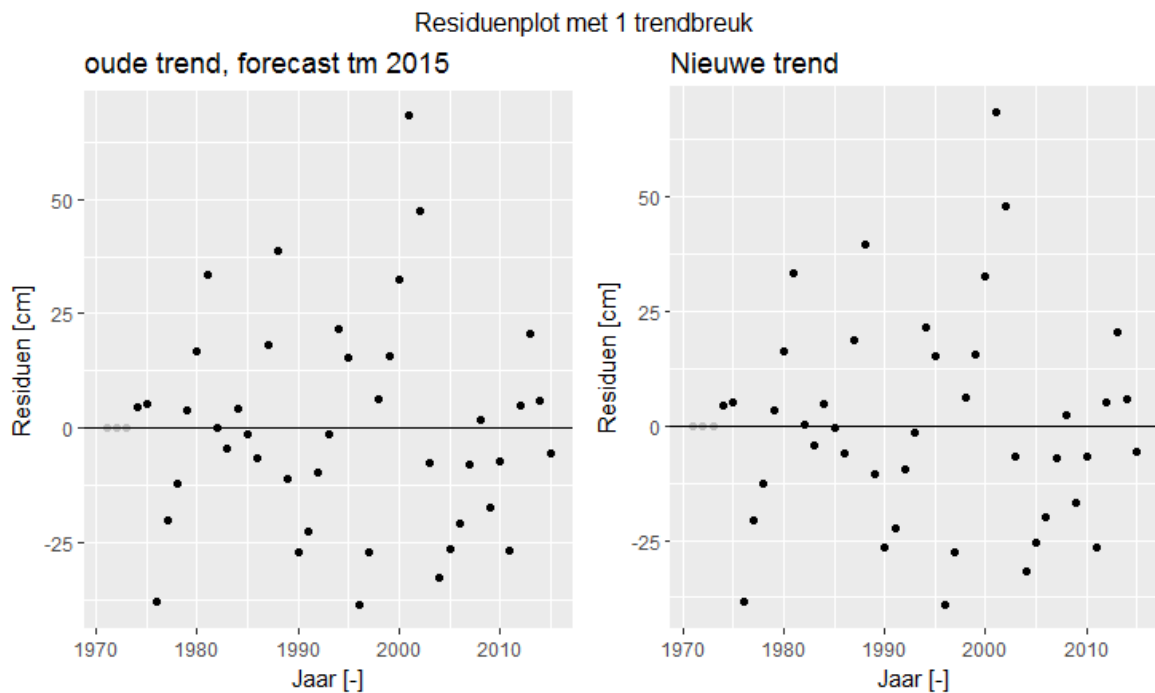 Residuenplot met 1 trendbreuk
oude trend, forecast tm 2015
Residuen [cm]
50
25
0
-25
1970 1980 1990 2000 2010
Jaar [-]
Nieuwe trend
Residuen [cm]
50
25
0
-25
1970 1980 1990 2000 2010
Jaar [-]